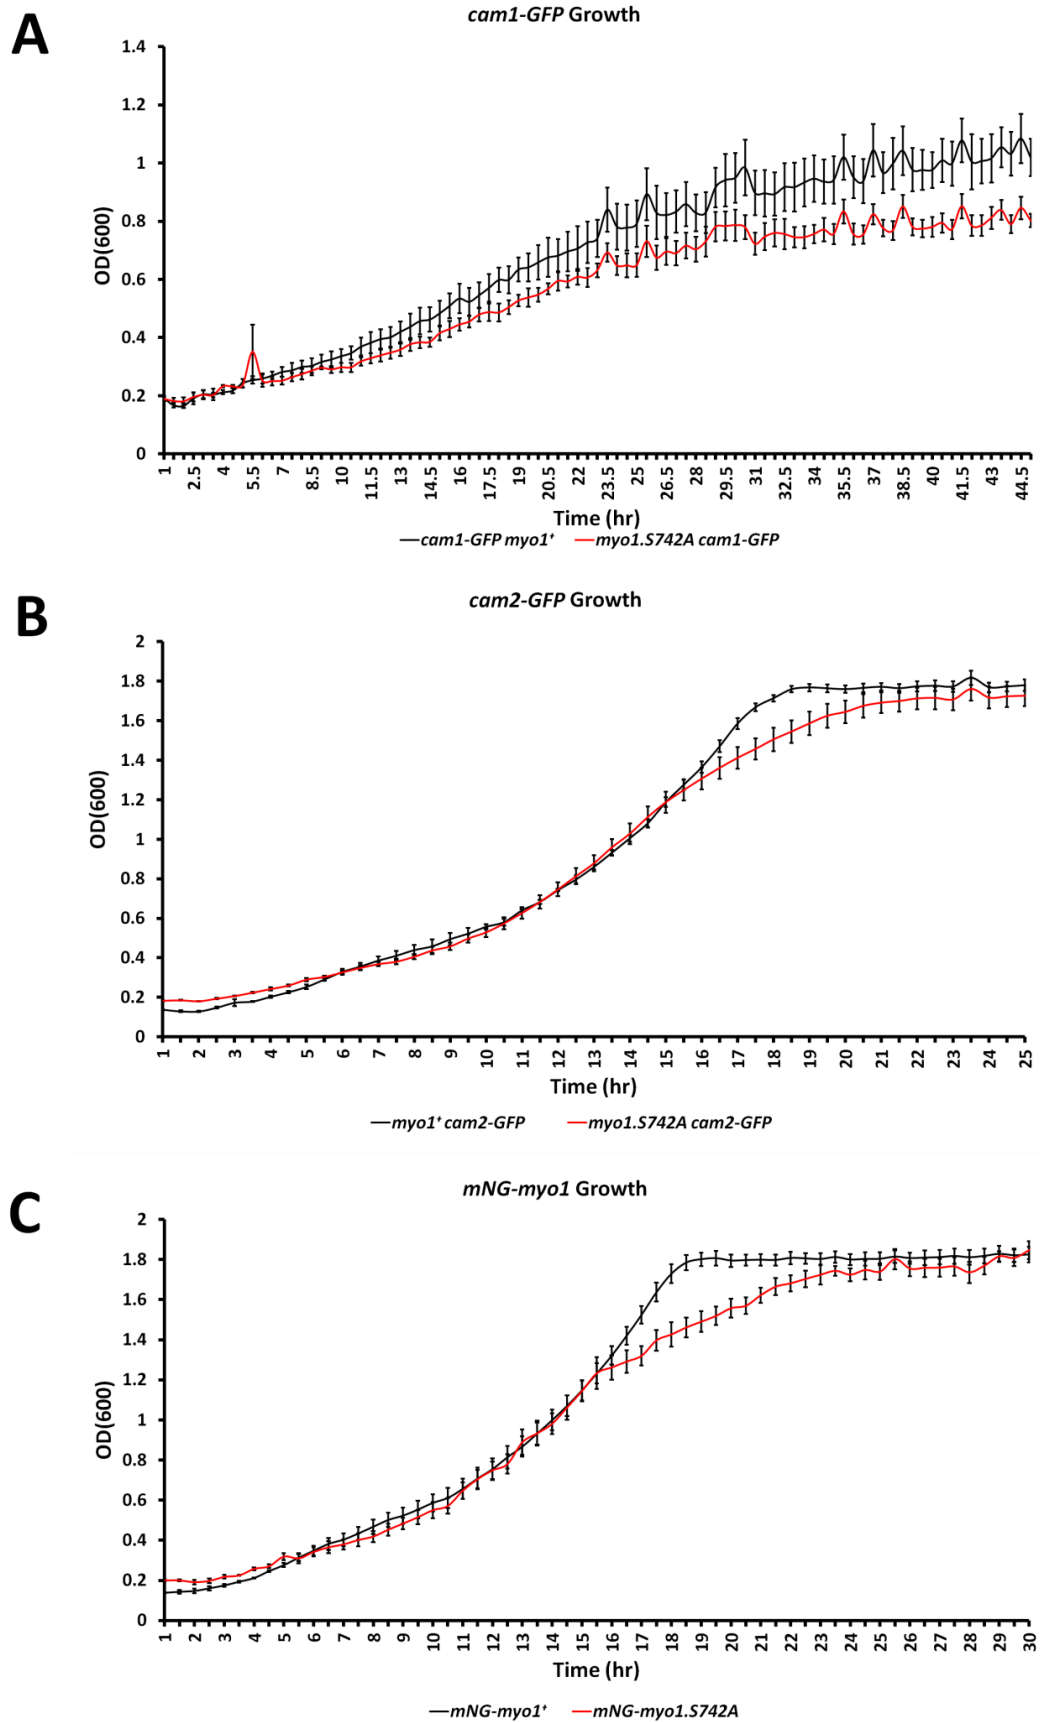 A
cam1-GFP Growth
1.4
1.2
1
0.8
0.6
0.4
0.2
0
OD(600)
1 2.5 4 5.5 7 8.5 10 11.5 13 14.5 16 17.5 19 20.5 22 23.5 25 26.5 28 29.5 31 32.5 34 35.5 37 38.5 40 41.5 43 44.5
Time (hr)
cam1-GFP myo1⁺ myo1.S742A cam1-GFP
B
cam2-GFP Growth
2
1.8
1.6
1.4
1.2
1
0.8
0.6
0.4
0.2
0
OD(600)
1 2 3 4 5 6 7 8 9 10 11 12 13 14 15 16 17 18 19 20 21 22 23 24 25
Time (hr)
myo1⁺ cam2-GFP myo1.S742A cam2-GFP
C
mNG-myo1 Growth
2
1.8
1.6
1.4
1.2
1
0.8
0.6
0.4
0.2
0
OD(600)
1 2 3 4 5 6 7 8 9 10 11 12 13 14 15 16 17 18 19 20 21 22 23 24 25 26 27 28 29 30
Time (hr)
mNG-myo1⁺ mNG-myo1.S742A